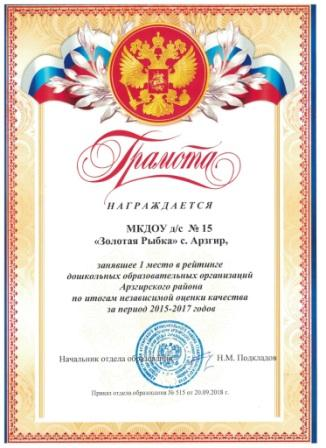 Грамота
НАГРАЖДАЕТСЯ
МКДОУ д/с № 15
«Золотая Рыбка» с. Арзгир,
занявшее 1 место в рейтинге
дошкольных образовательных организаций
Арзгирского района
по итогам независимой оценки качества
за период 2015-2017 годов
Начальник отдела образования Н.М. Подкладов
Приказ отдела образования № 515 от 20.09.2018 г.